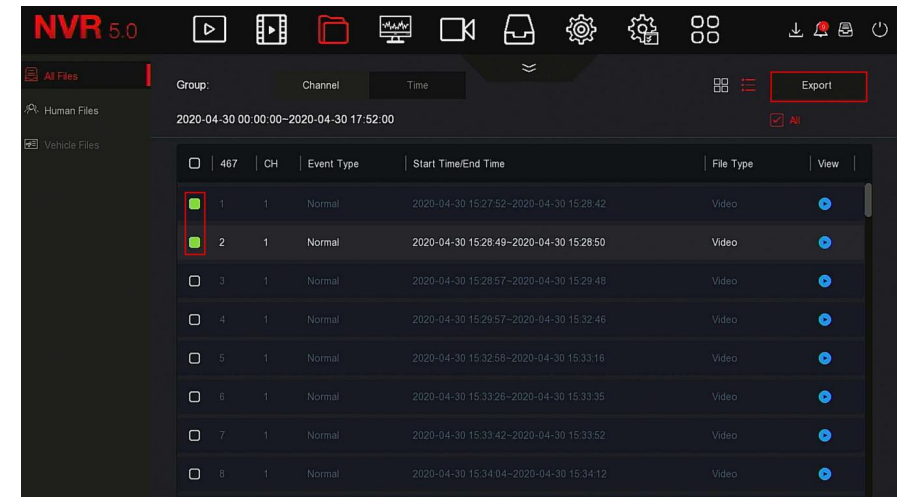 NVR 5.0
All Files
Human Files
Vehicle Files
Group: Channel Time Export
2020-04-30 00:00:00~2020-04-30 17:52:00 All
467 CH Event Type Start Time/End Time File Type View
1 1 Normal 2020-04-30 15:27:52~2020-04-30 15:28:42 Video
2 1 Normal 2020-04-30 15:28:49~2020-04-30 15:28:50 Video
3 1 Normal 2020-04-30 15:28:57~2020-04-30 15:29:48 Video
4 1 Normal 2020-04-30 15:29:57~2020-04-30 15:32:46 Video
5 1 Normal 2020-04-30 15:32:58~2020-04-30 15:33:16 Video
6 1 Normal 2020-04-30 15:33:26~2020-04-30 15:33:35 Video
7 1 Normal 2020-04-30 15:33:42~2020-04-30 15:33:52 Video
8 1 Normal 2020-04-30 15:34:04~2020-04-30 15:34:12 Video